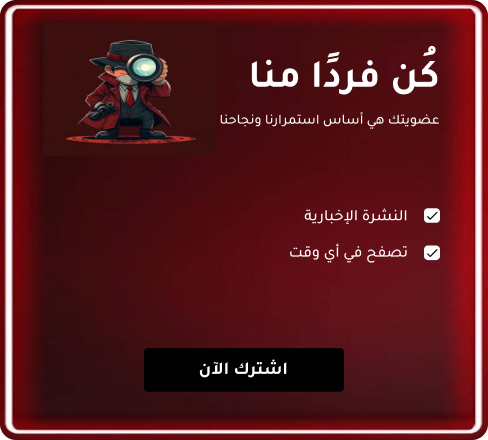 كُن فردًا منا
عضويتك هي أساس استمرارنا ونجاحنا
النشرة الإخبارية
تصفح في أي وقت
اشترك الآن